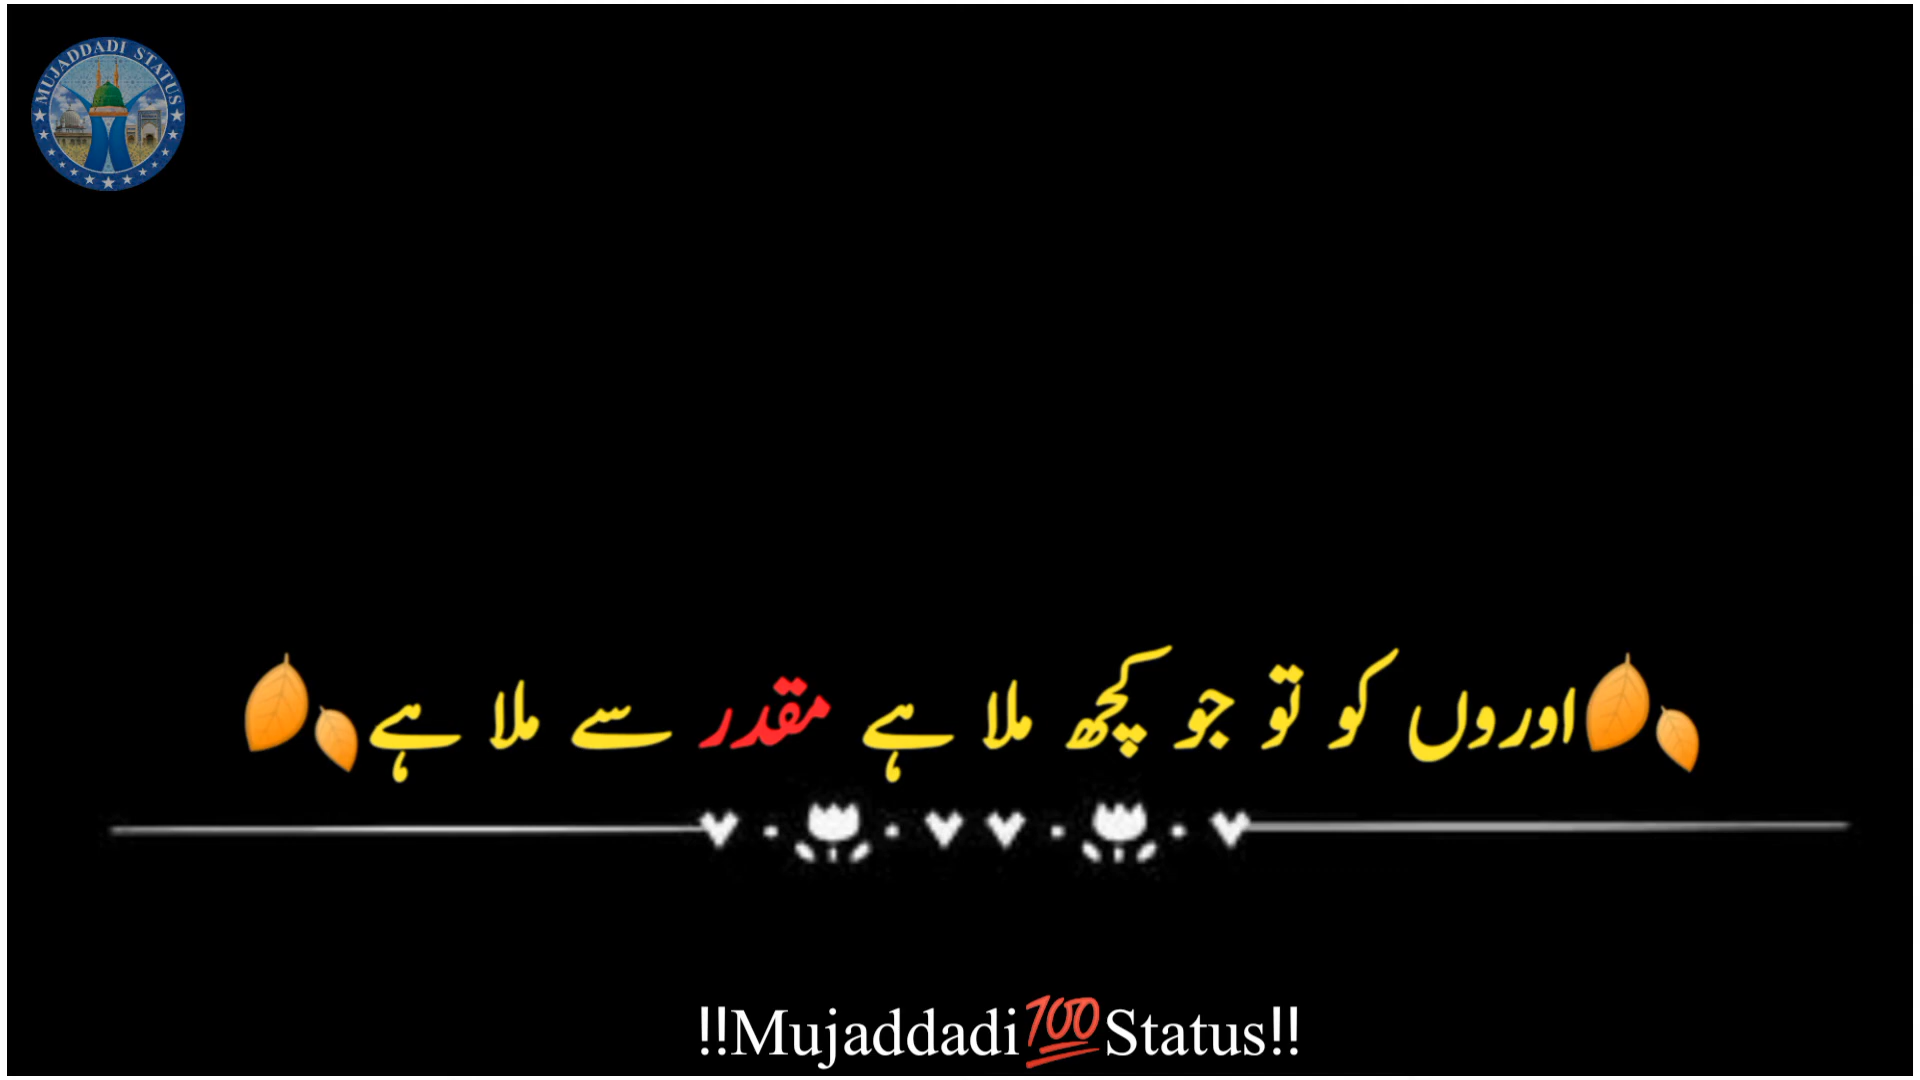 MUJADDADI STATUS
🍂اوروں کو تو جو کچھ ملا ہے مقدر سے ملا ہے🍂
!!Mujaddadi💯Status!!